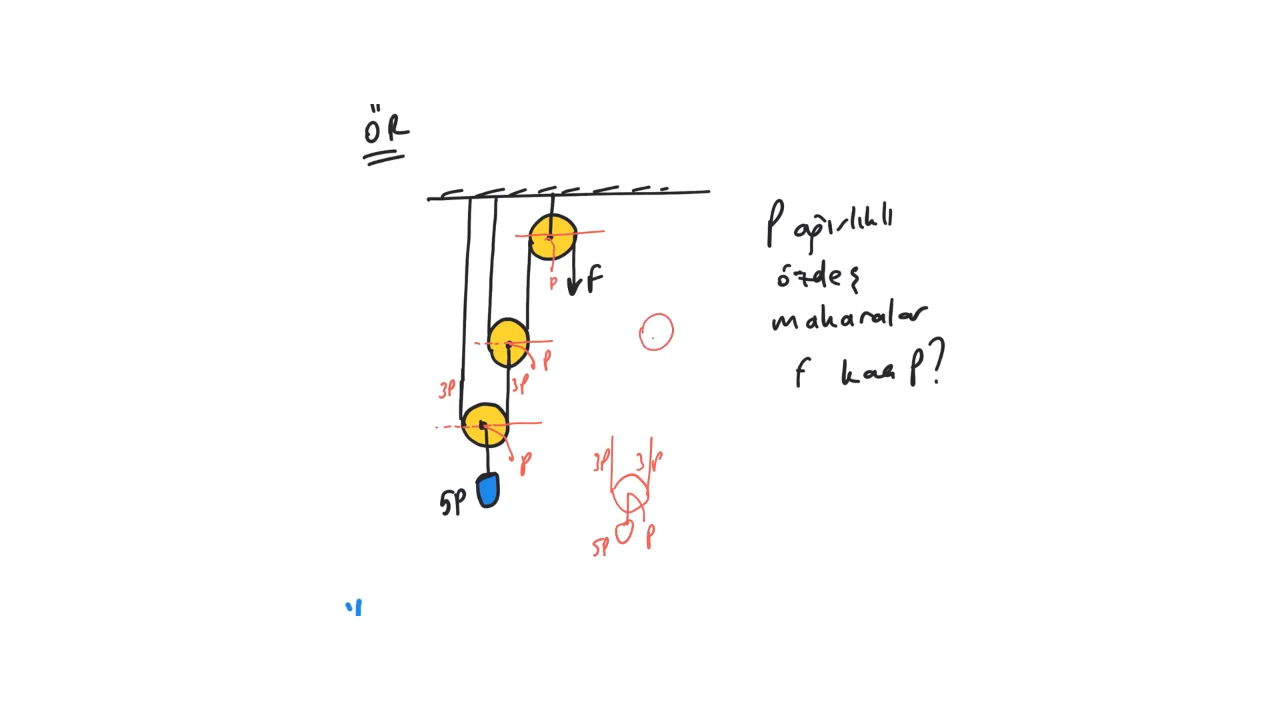 ÖR
P ağırlıklı
özdeş
makaralar
F kaç P?
P
F
P
3P
3P
P
5P
3P
3P
5P
P